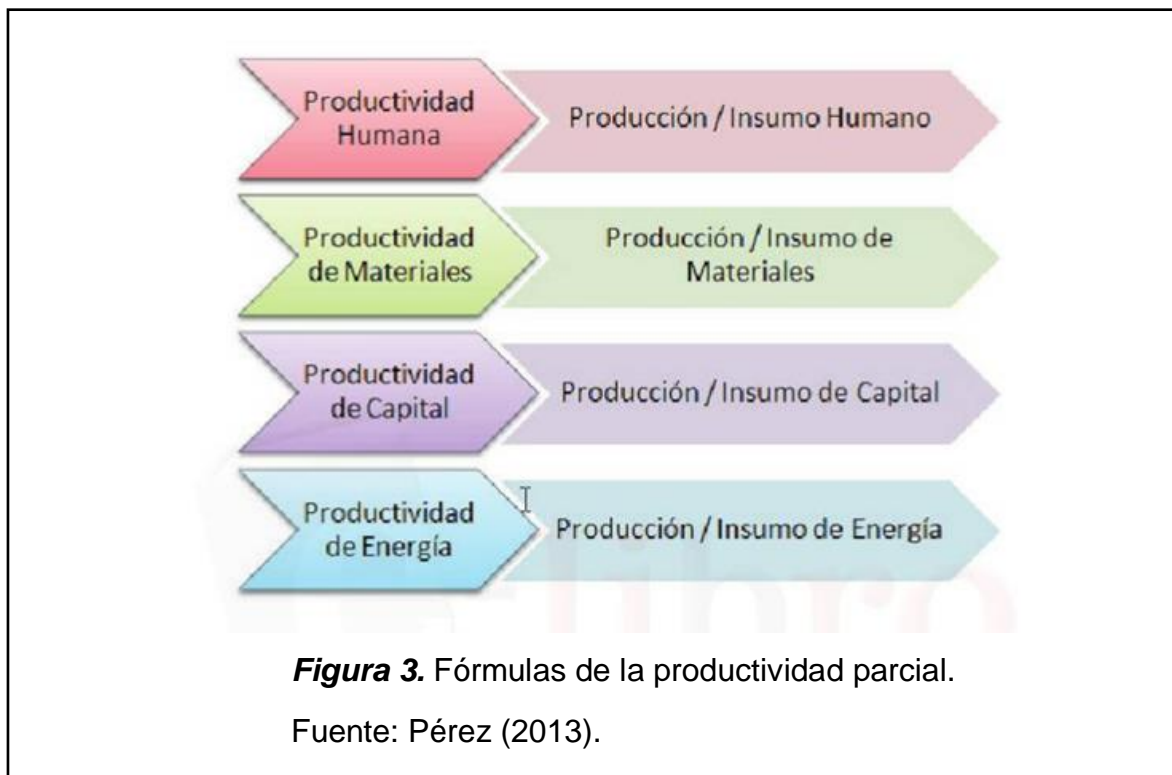 Productividad
Humana
Producción / Insumo Humano
Productividad
de Materiales
Producción / Insumo de
Materiales
Productividad
de Capital
Producción / Insumo de Capital
Productividad
de Energía
Producción / Insumo de Energía
libro
Figura 3. Fórmulas de la productividad parcial.
Fuente: Pérez (2013).